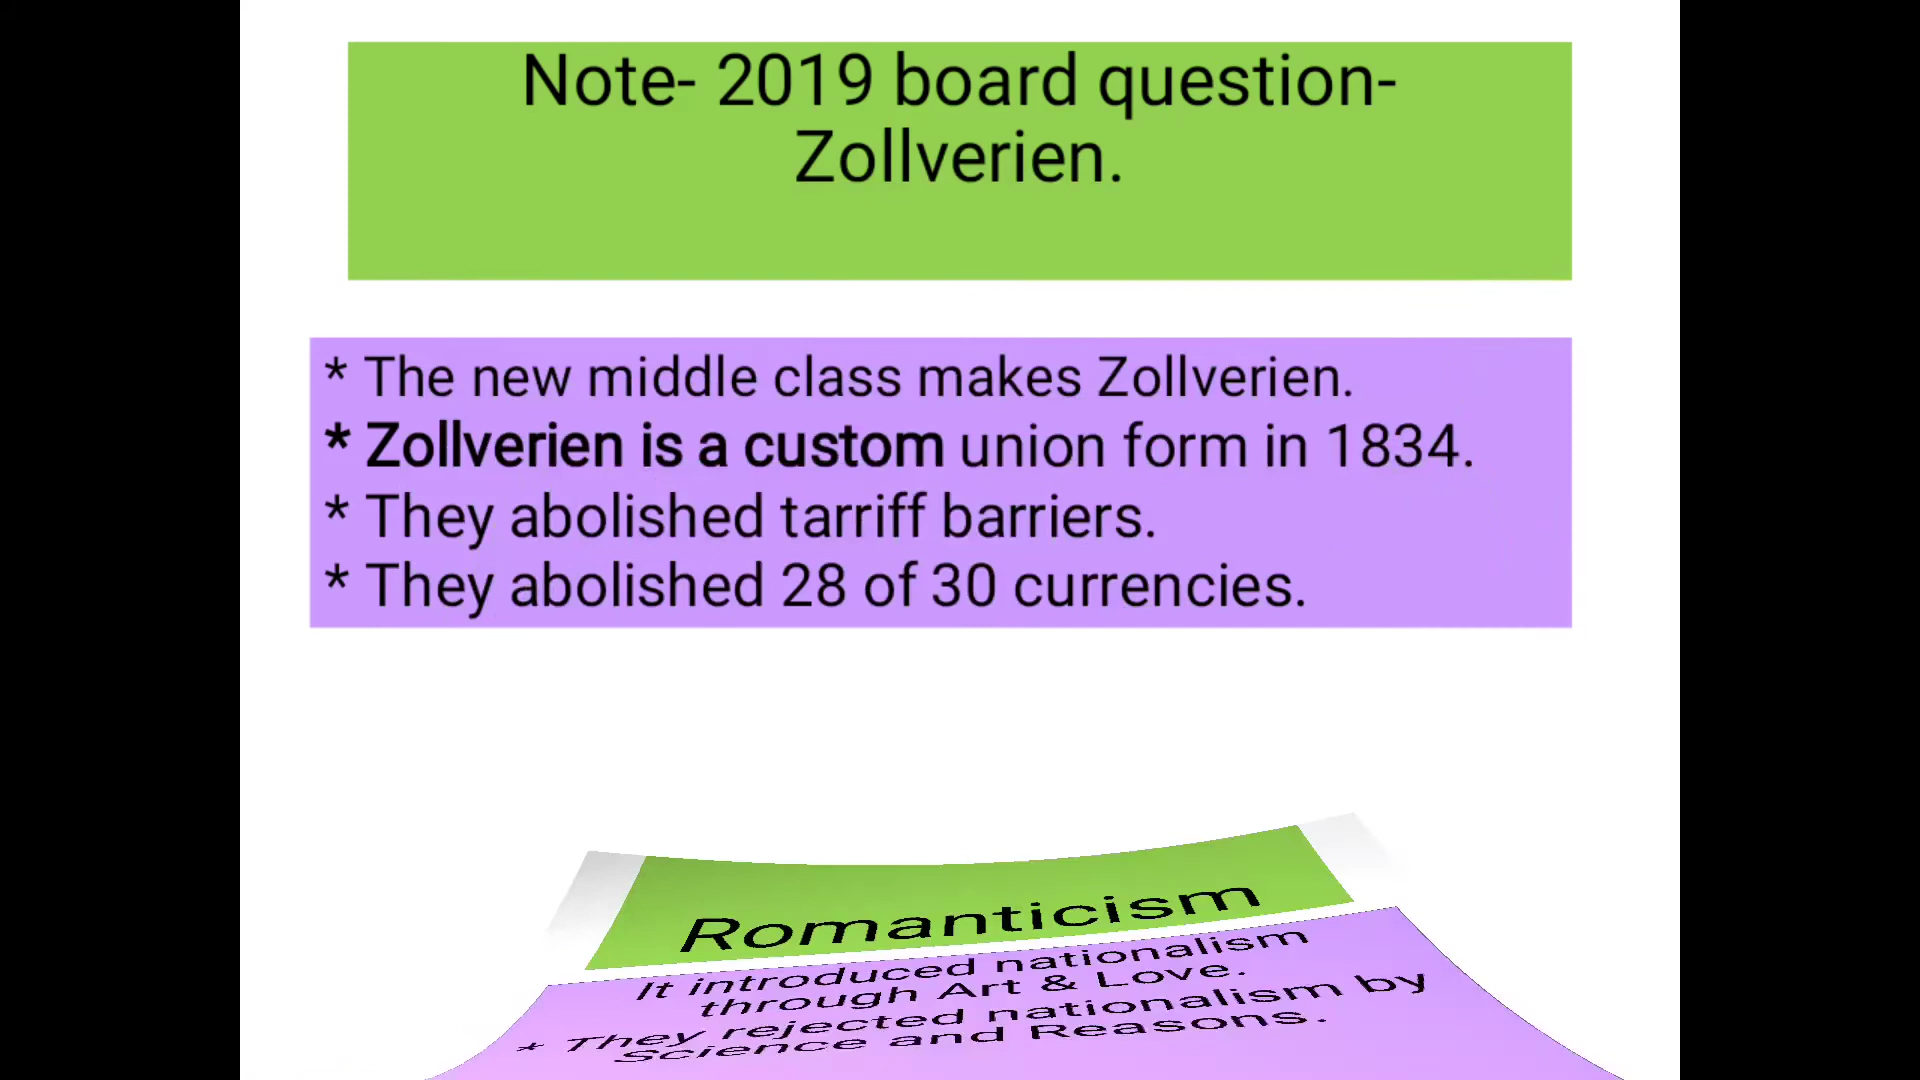 Note- 2019 board question-
Zollverien.
* The new middle class makes Zollverien.
* Zollverien is a custom union form in 1834.
* They abolished tarriff barriers.
* They abolished 28 of 30 currencies.
Romanticism
It introduced nationalism
through Art & Love.
* They rejected nationalism by
Science and Reasons.